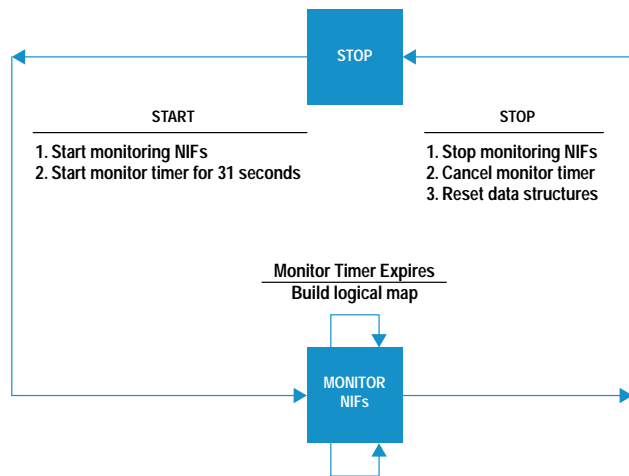 STOP
START
1. Start monitoring NIFs
2. Start monitor timer for 31 seconds
STOP
1. Stop monitoring NIFs
2. Cancel monitor timer
3. Reset data structures
Monitor Timer Expires
Build logical map
MONITOR
NIFs